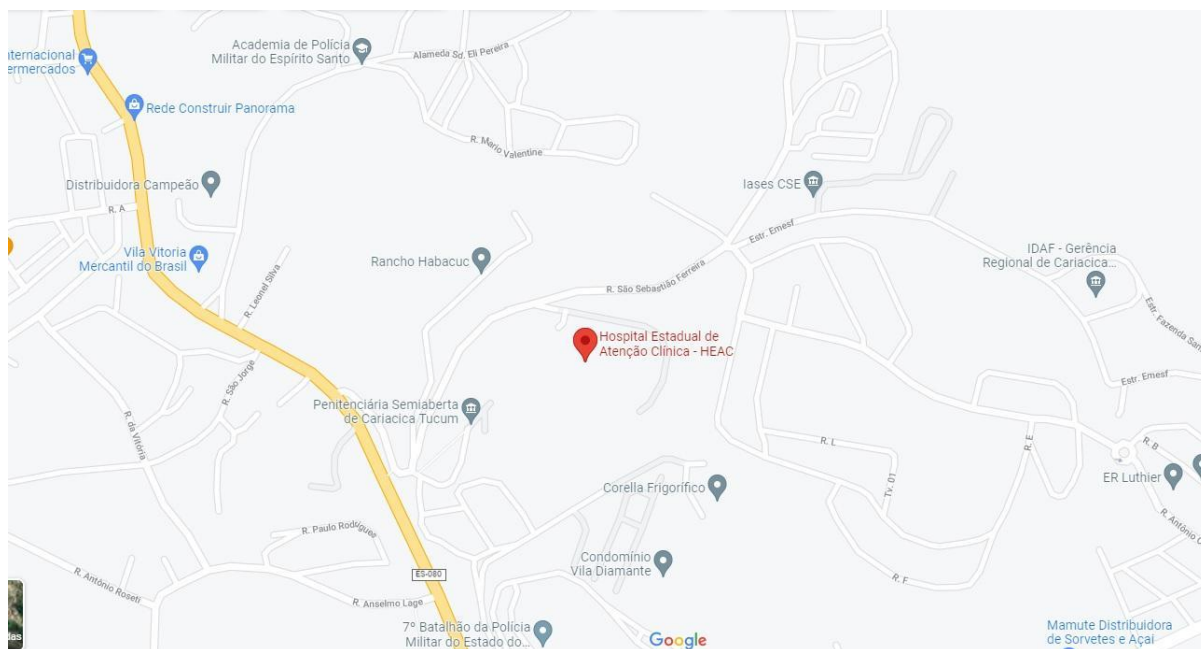 Academia de Polícia
Militar do Espírito Santo
Alameda Sd. Eli Pereira
nternacional
ermercados
Rede Construir Panorama
R. Mario Valentine
Distribuidora Campeão
Iases CSE
R. A
Estr. Emesf
Vila Vitoria
Mercantil do Brasil
Rancho Habacuc
IDAF - Gerência
Regional de Cariacica...
R. Leonel Silva
R. São Sebastião Ferreira
Estr. Fazenda San
Hospital Estadual de
Atenção Clínica - HEAC
R. São Jorge
Estr. Emesf
Penitenciária Semiaberta
de Cariacica Tucum
R. da Vitória
R. L
R. E
R. B
Tv. 01
Corella Frigorífico
ER Luthier
R. Paulo Rodriguez
R. Antônio C
Condomínio
Vila Diamante
R. Antônio Roseti
ES-080
R. F
R. Anselmo Lage
7º Batalhão da Polícia
Militar do Estado do...
Google
Mamute Distribuidora
de Sorvetes e Açai
das